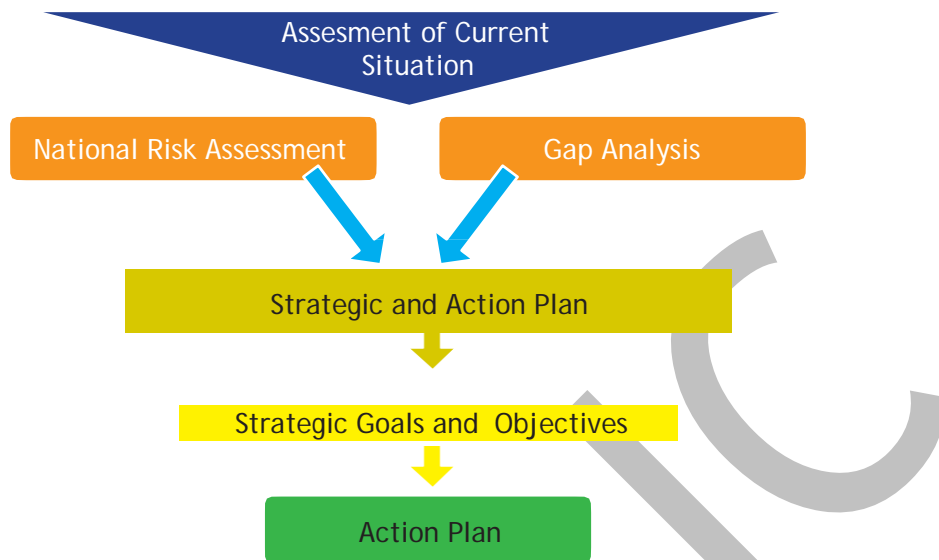 Assesment of Current
Situation
National Risk Assessment
Gap Analysis
Strategic and Action Plan
Strategic Goals and Objectives
Action Plan